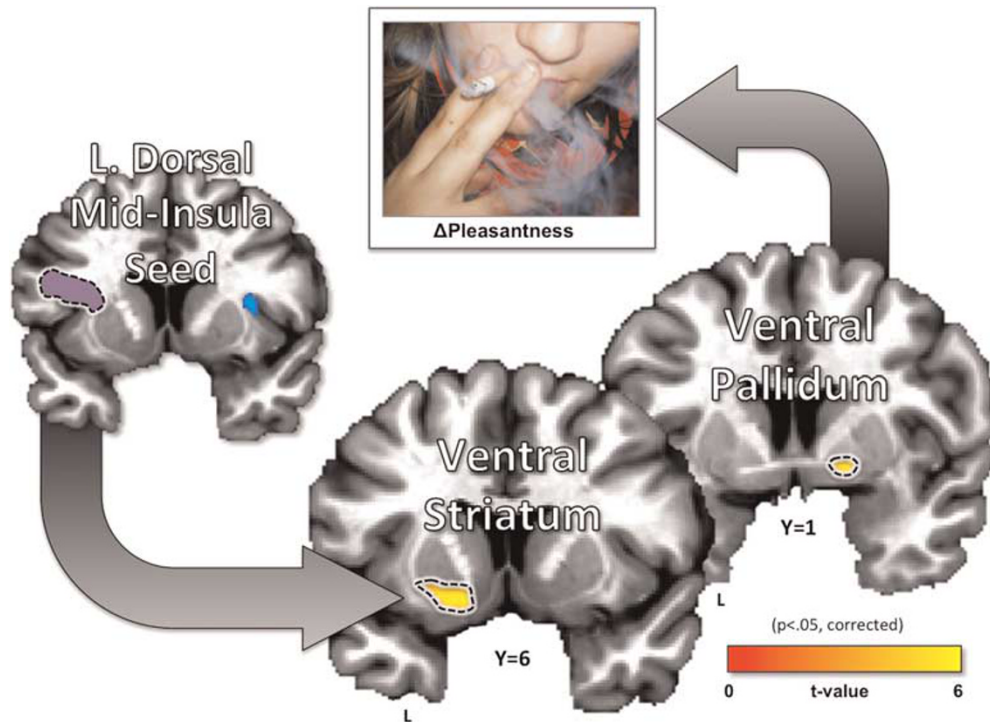 L. Dorsal
Mid-Insula
Seed
ΔPleasantness
Ventral
Pallidum
Ventral
Striatum
Y=1
L
Y=6
L
(p<.05, corrected)
0 t-value 6